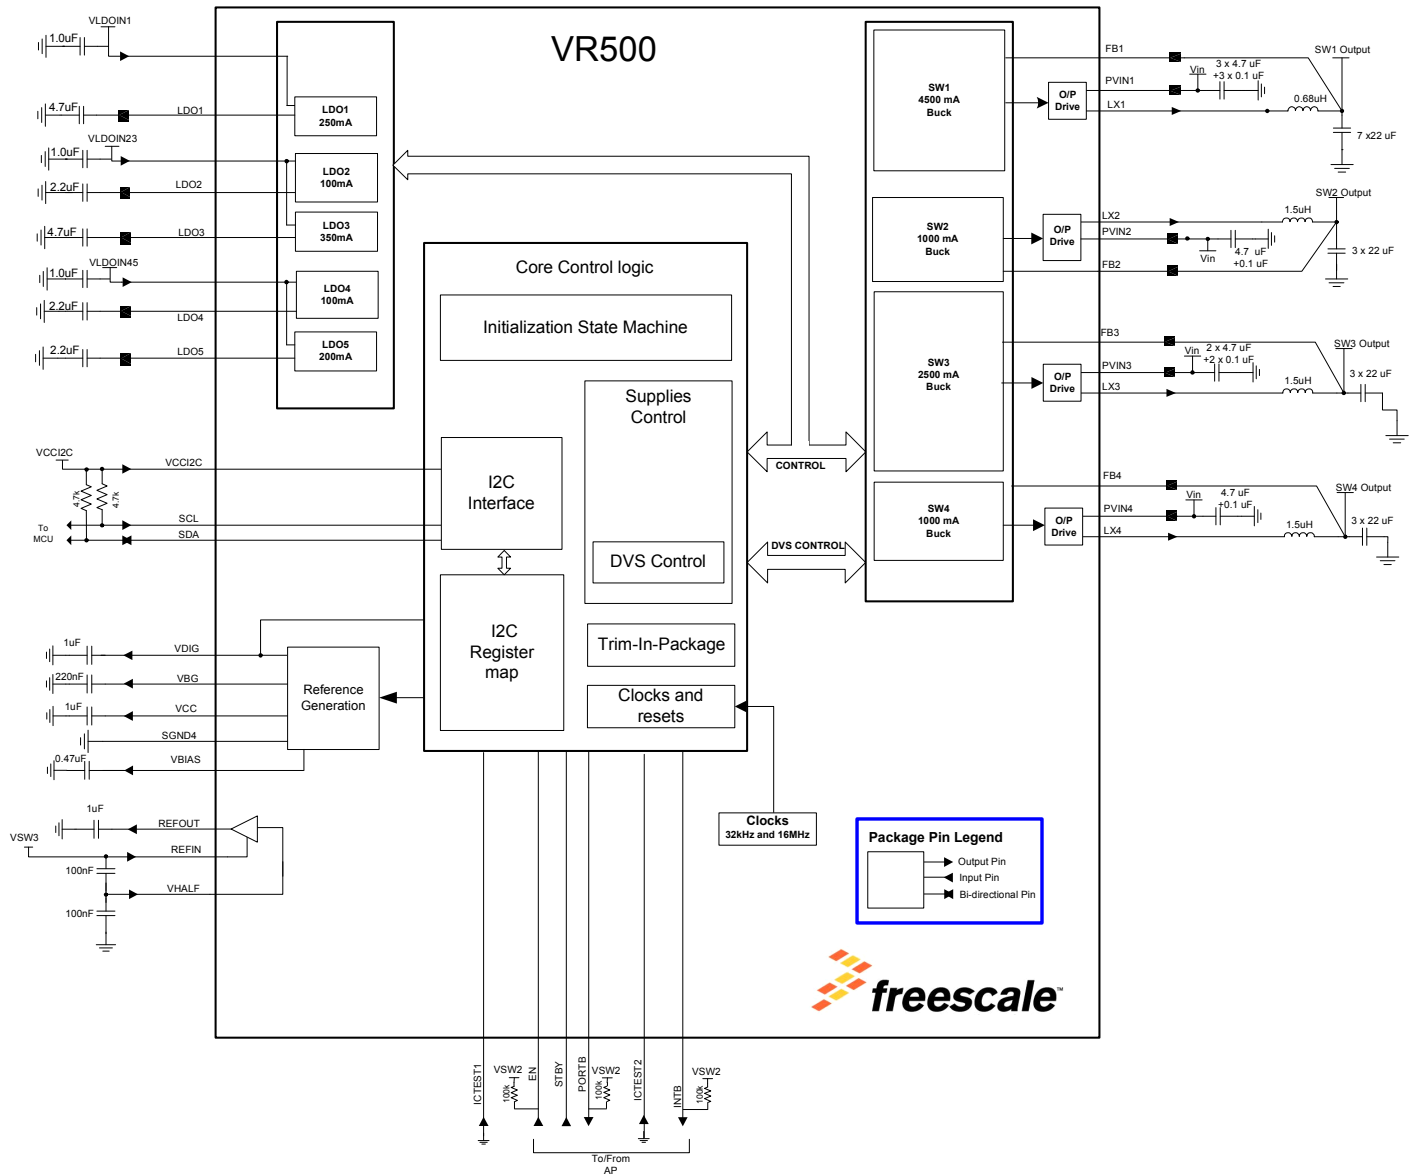 VR500
VLDOIN1
1.0uF
4.7uF
LDO1
VLDOIN23
1.0uF
2.2uF
LDO2
4.7uF
LDO3
VLDOIN45
1.0uF
2.2uF
LDO4
2.2uF
LDO5
LDO1
250mA
LDO2
100mA
LDO3
350mA
LDO4
100mA
LDO5
200mA
Core Control logic
Initialization State Machine
Supplies
Control
I2C
Interface
DVS Control
I2C
Register
map
Trim-In-Package
Clocks and
resets
CONTROL
DVS CONTROL
SW1
4500 mA
Buck
SW2
1000 mA
Buck
SW3
2500 mA
Buck
SW4
1000 mA
Buck
O/P
Drive
O/P
Drive
O/P
Drive
O/P
Drive
FB1
PVIN1
LX1
Vin
3 x 4.7 uF
+3 x 0.1 uF
SW1 Output
0.68uH
7 x22 uF
LX2
PVIN2
FB2
Vin
4.7 uF
+0.1 uF
SW2 Output
1.5uH
3 x 22 uF
FB3
PVIN3
LX3
Vin
2 x 4.7 uF
+2 x 0.1 uF
SW3 Output
1.5uH
3 x 22 uF
FB4
PVIN4
LX4
Vin
4.7 uF
+0.1 uF
SW4 Output
1.5uH
3 x 22 uF
VCCI2C
VCCI2C
4.7k
4.7k
To
MCU
SCL
SDA
1uF
VDIG
220nF
VBG
1uF
VCC
SGND4
0.47uF
VBIAS
Reference
Generation
1uF
REFOUT
VSW3
REFIN
100nF
VHALF
100nF
Clocks
32kHz and 16MHz
Package Pin Legend
Output Pin
Input Pin
Bi-directional Pin
freescale™
ICTEST1
VSW2
100k
EN
STBY
PORTB
VSW2
100k
ICTEST2
INTB
VSW2
100k
To/From
AP